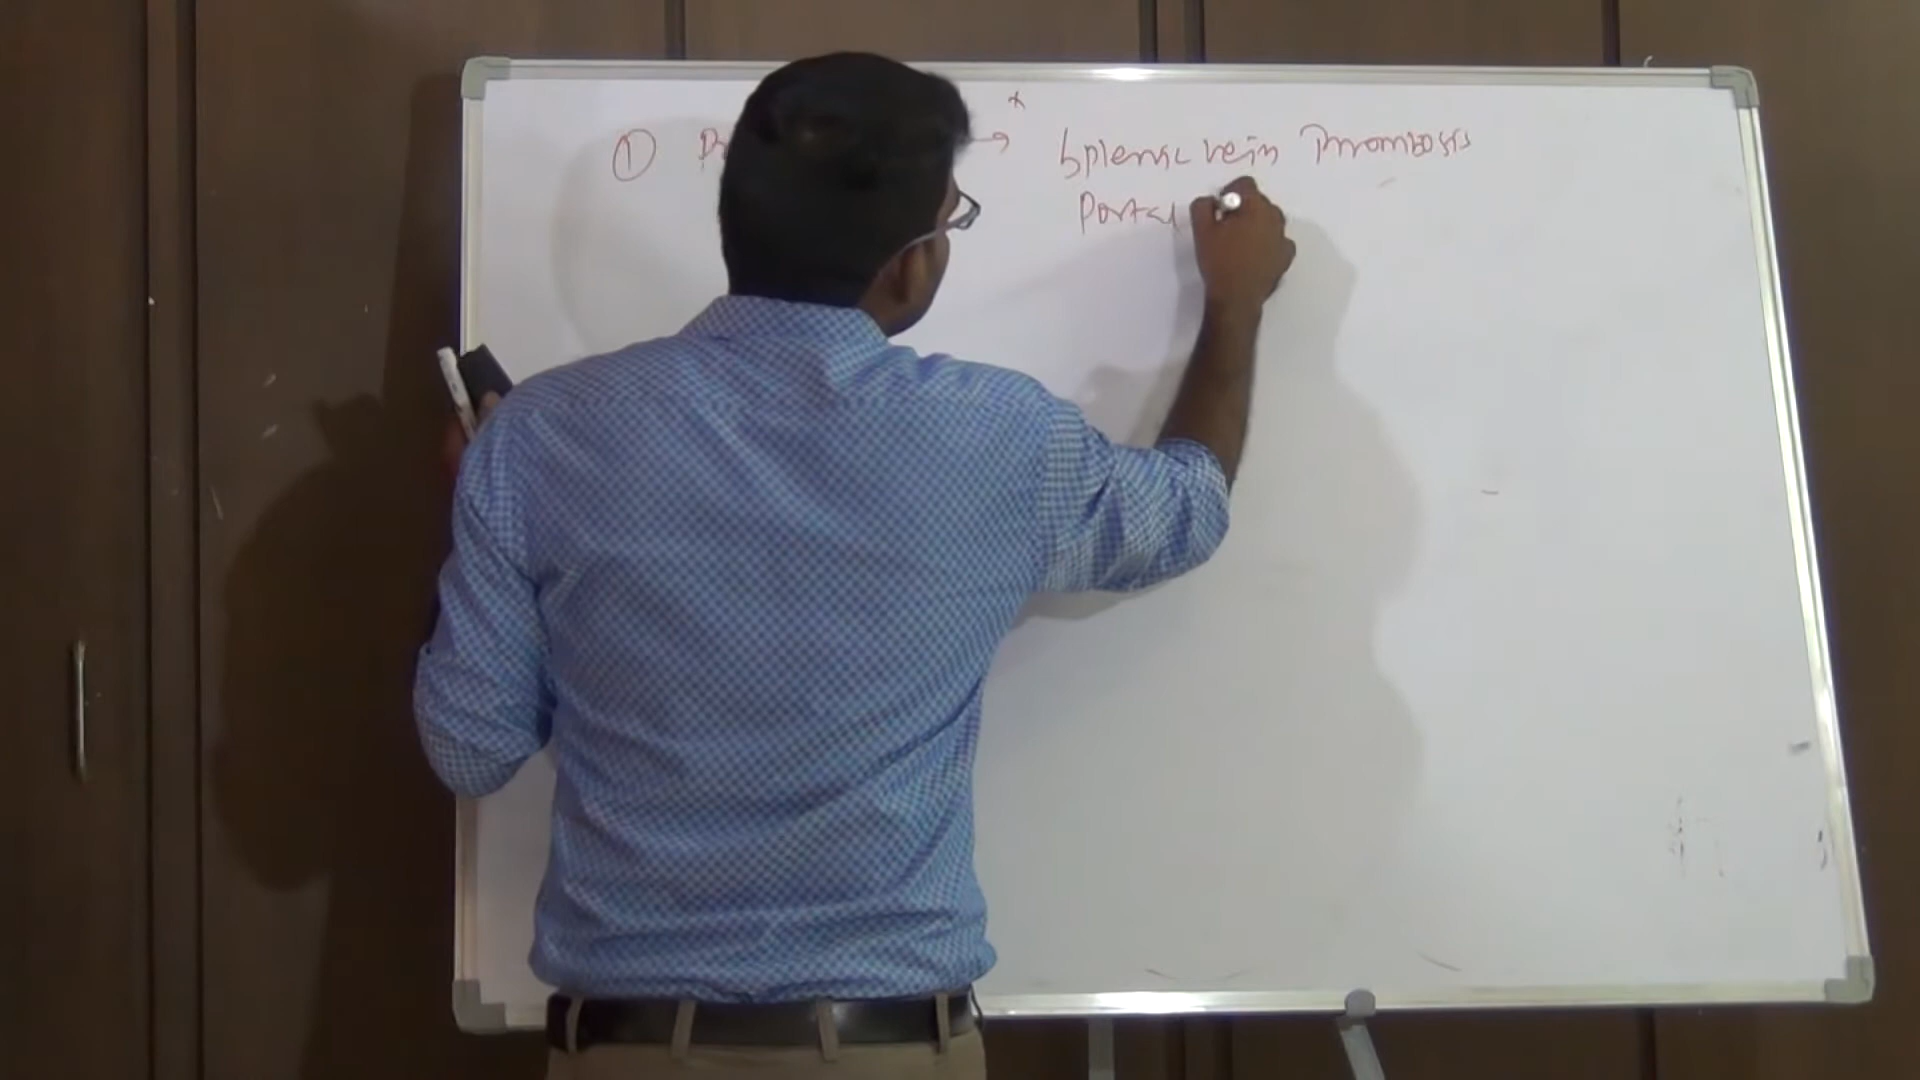 ① → Splenic vein Thrombosis
Portal